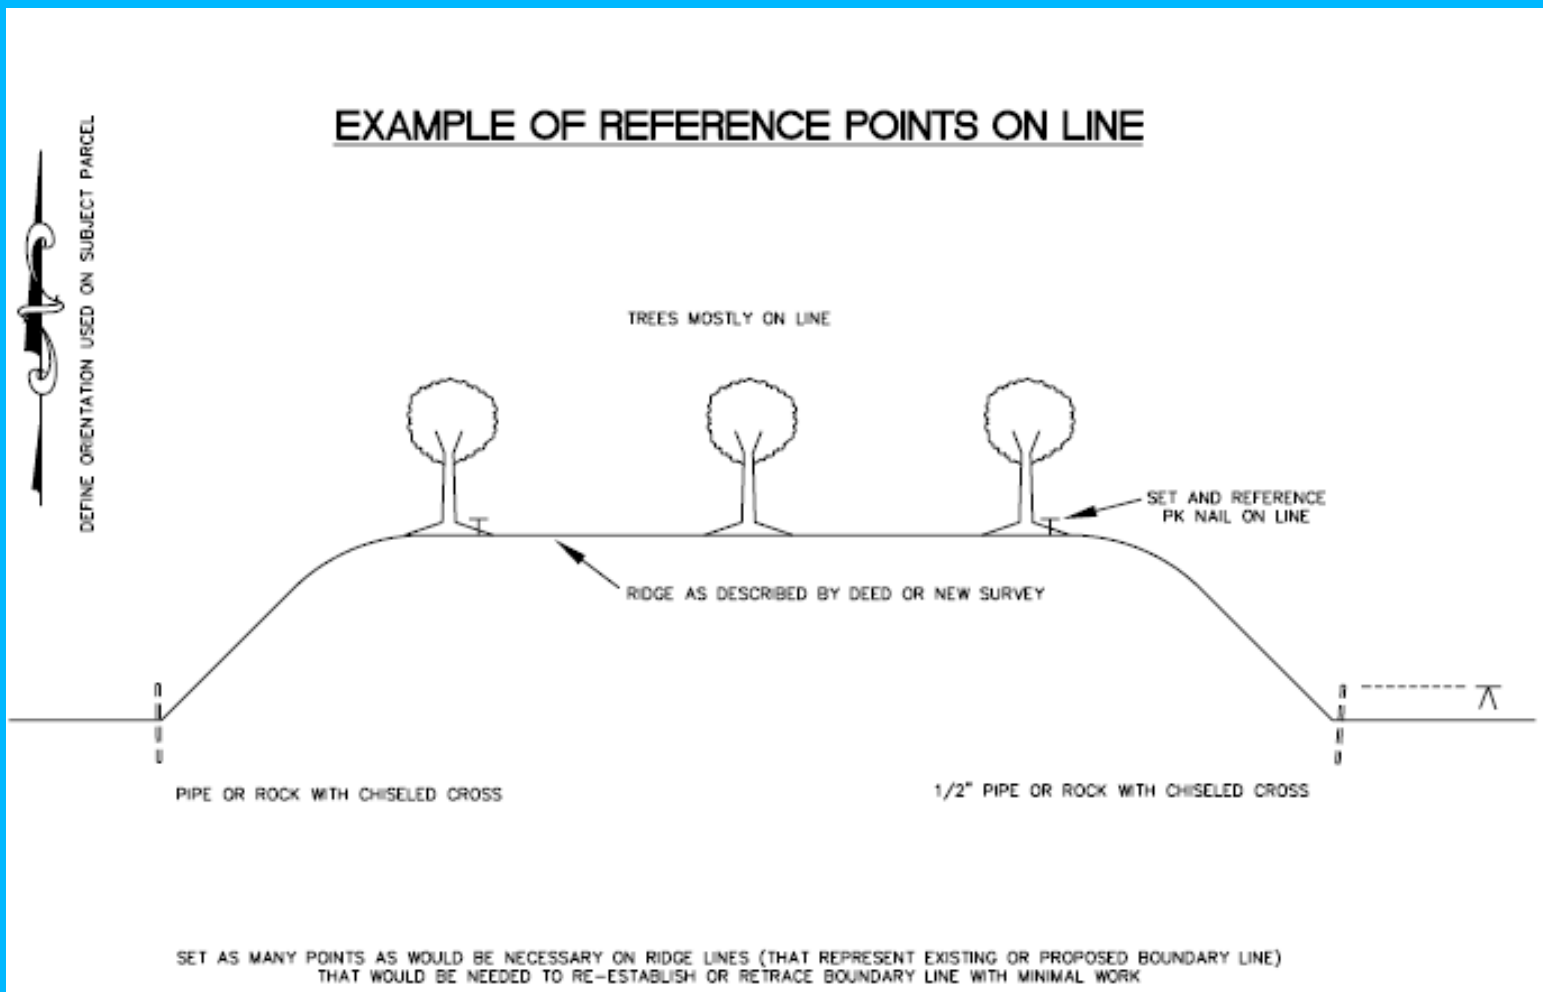 EXAMPLE OF REFERENCE POINTS ON LINE
DEFINE ORIENTATION USED ON SUBJECT PARCEL
TREES MOSTLY ON LINE
SET AND REFERENCE
PK NAIL ON LINE
RIDGE AS DESCRIBED BY DEED OR NEW SURVEY
PIPE OR ROCK WITH CHISELED CROSS
1/2" PIPE OR ROCK WITH CHISELED CROSS
SET AS MANY POINTS AS WOULD BE NECESSARY ON RIDGE LINES (THAT REPRESENT EXISTING OR PROPOSED BOUNDARY LINE)
THAT WOULD BE NEEDED TO RE-ESTABLISH OR RETRACE BOUNDARY LINE WITH MINIMAL WORK